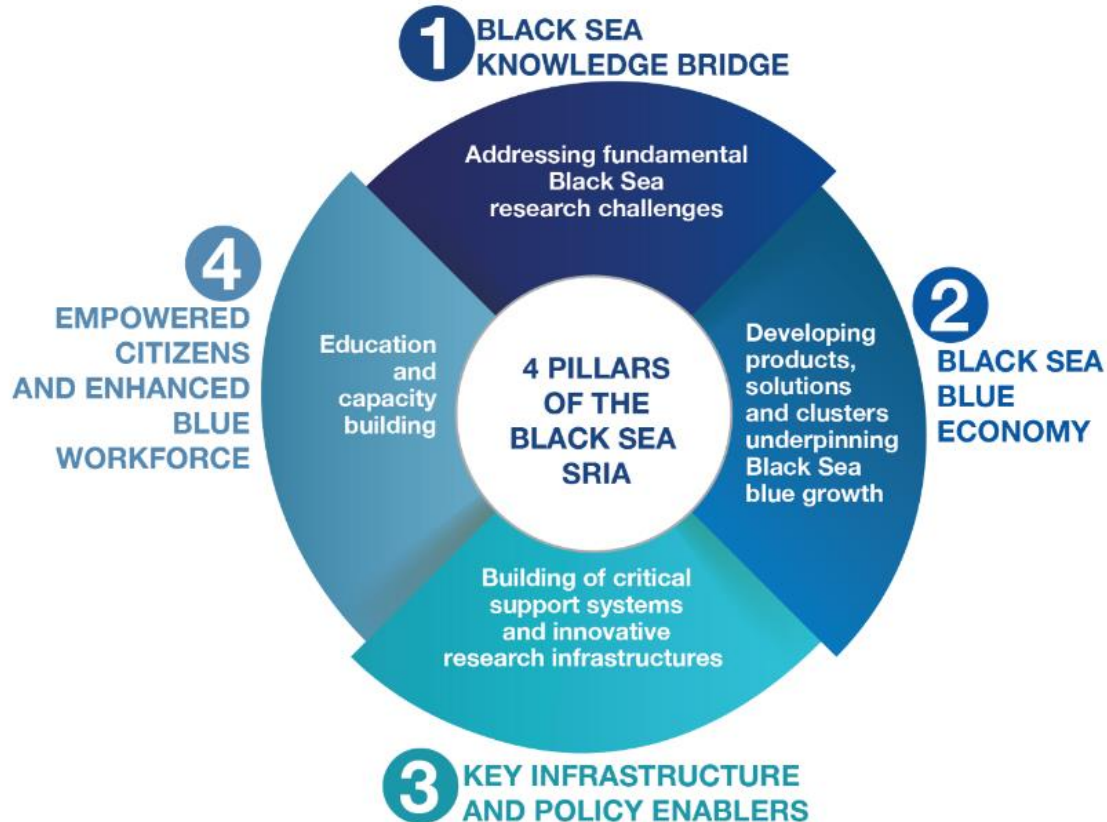 1
BLACK SEA
KNOWLEDGE BRIDGE
Addressing fundamental
Black Sea
research challenges
2
BLACK SEA
BLUE
ECONOMY
Developing
products,
solutions
and clusters
underpinning
Black Sea
blue growth
3
KEY INFRASTRUCTURE
AND POLICY ENABLERS
Building of critical
support systems
and innovative
research infrastructures
4
EMPOWERED
CITIZENS
AND ENHANCED
BLUE
WORKFORCE
Education
and
capacity
building
4 PILLARS
OF THE
BLACK SEA
SRIA